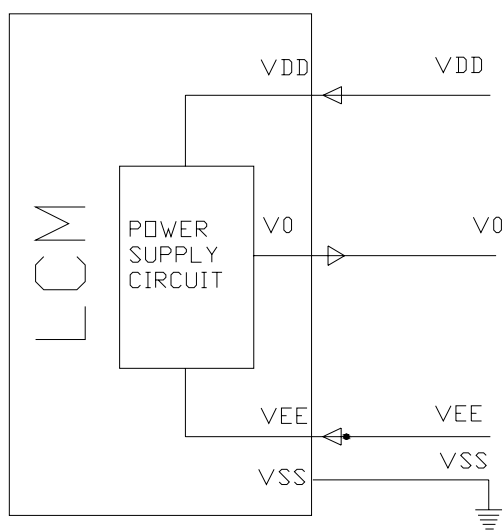 VDD VDD
LCM
POWER
SUPPLY
CIRCUIT
V0 V0
VEE VEE
VSS VSS